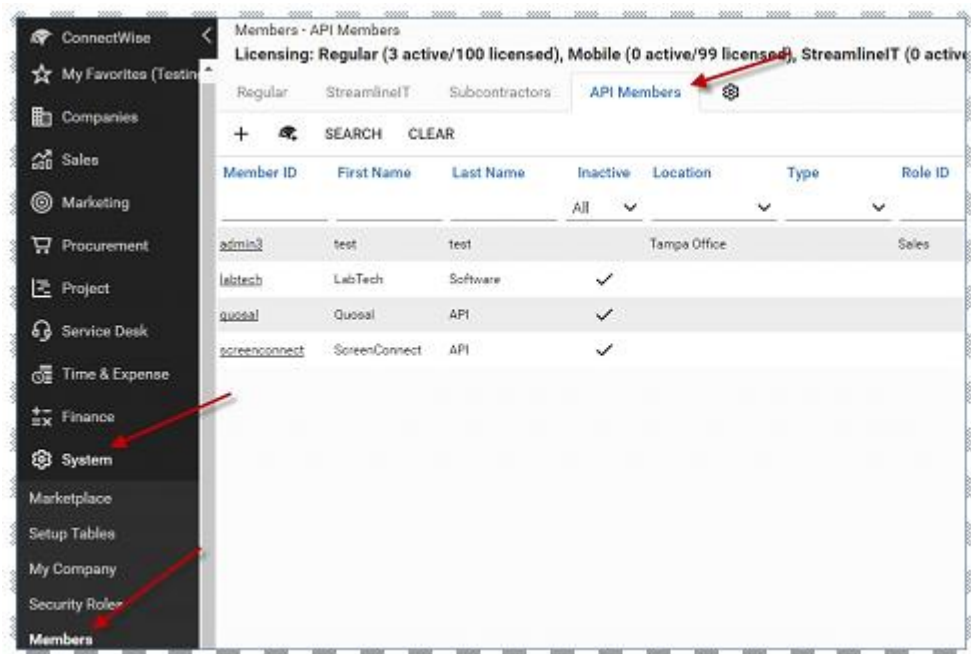 ConnectWise
My Favorites (Testin
Companies
Sales
Marketing
Procurement
Project
Service Desk
Time & Expense
Finance
System
Marketplace
Setup Tables
My Company
Security Roles
Members
Members - API Members
Licensing: Regular (3 active/100 licensed), Mobile (0 active/99 licensed), StreamlineIT (0 active
Regular StreamlineIT Subcontractors API Members
+ SEARCH CLEAR
Member ID First Name Last Name Inactive Location Type Role ID
All
admin3 test test Tampa Office Sales
labtech LabTech Software
quosal Quosal API
screenconnect ScreenConnect API